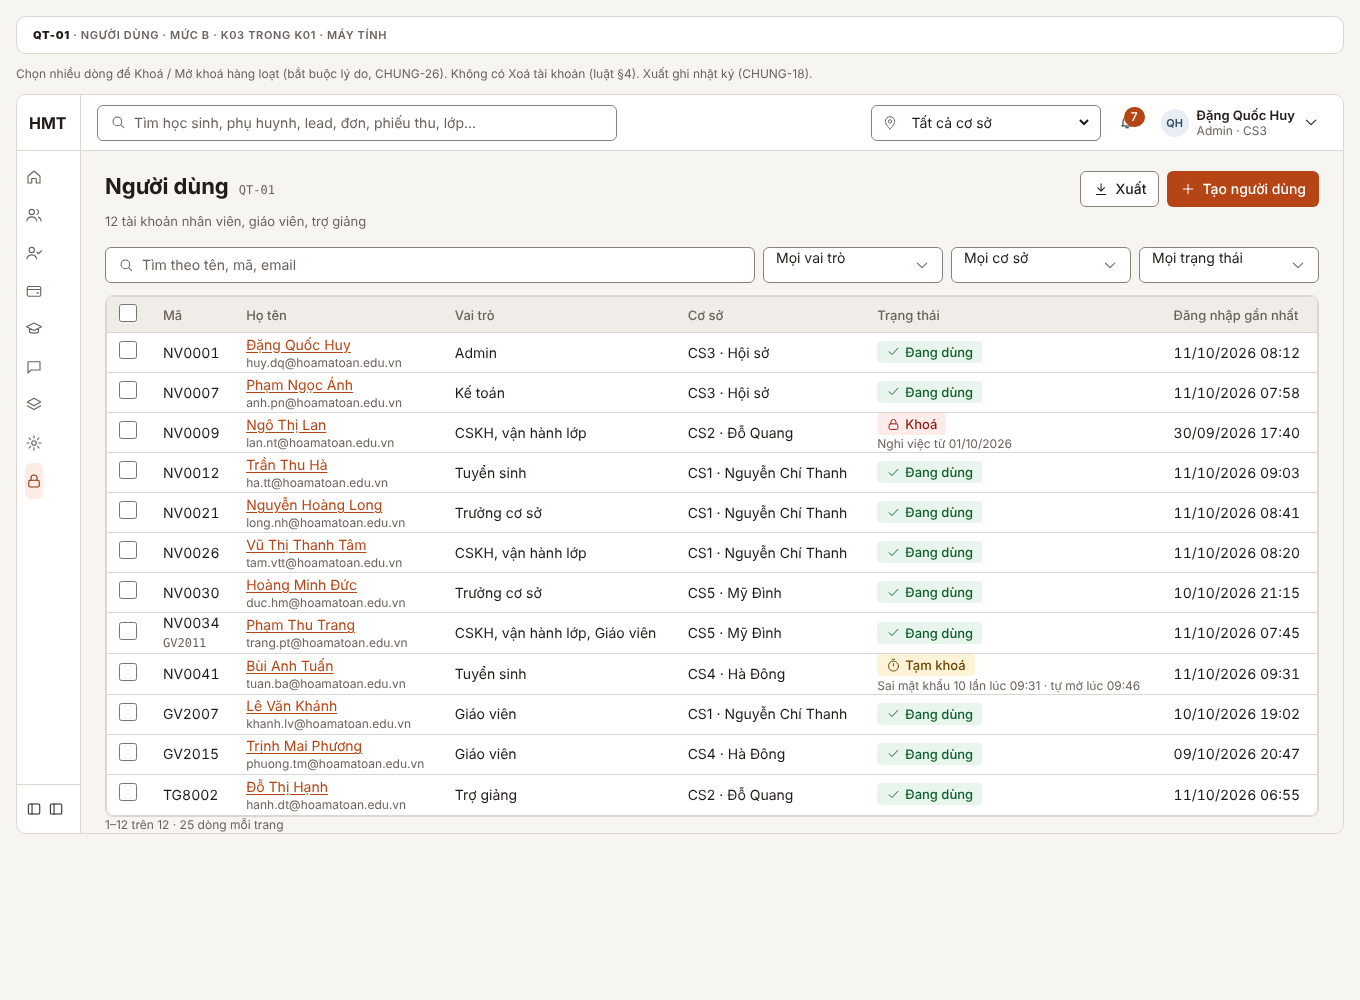 QT-01 · NGƯỜI DÙNG · MỨC B · K03 TRONG K01 · MÁY TÍNH
Chọn nhiều dòng để Khoá / Mở khoá hàng loạt (bắt buộc lý do, CHUNG-26). Không có Xoá tài khoản (luật §4). Xuất ghi nhật ký (CHUNG-18).
HMT
Tìm học sinh, phụ huynh, lead, đơn, phiếu thu, lớp...
Tất cả cơ sở
7
QH
Đặng Quốc Huy
Admin · CS3
Người dùng QT-01
12 tài khoản nhân viên, giáo viên, trợ giảng
Xuất
Tạo người dùng
Tìm theo tên, mã, email
Mọi vai trò
Mọi cơ sở
Mọi trạng thái
Mã Họ tên Vai trò Cơ sở Trạng thái Đăng nhập gần nhất
NV0001 Đặng Quốc Huy Admin CS3 · Hội sở Đang dùng 11/10/2026 08:12
huy.dq@hoamatoan.edu.vn
NV0007 Phạm Ngọc Ánh Kế toán CS3 · Hội sở Đang dùng 11/10/2026 07:58
anh.pn@hoamatoan.edu.vn
NV0009 Ngô Thị Lan CSKH, vận hành lớp CS2 · Đỗ Quang Khoá 30/09/2026 17:40
lan.nt@hoamatoan.edu.vn Nghỉ việc từ 01/10/2026
NV0012 Trần Thu Hà Tuyển sinh CS1 · Nguyễn Chí Thanh Đang dùng 11/10/2026 09:03
ha.tt@hoamatoan.edu.vn
NV0021 Nguyễn Hoàng Long Trưởng cơ sở CS1 · Nguyễn Chí Thanh Đang dùng 11/10/2026 08:41
long.nh@hoamatoan.edu.vn
NV0026 Vũ Thị Thanh Tâm CSKH, vận hành lớp CS1 · Nguyễn Chí Thanh Đang dùng 11/10/2026 08:20
tam.vtt@hoamatoan.edu.vn
NV0030 Hoàng Minh Đức Trưởng cơ sở CS5 · Mỹ Đình Đang dùng 10/10/2026 21:15
duc.hm@hoamatoan.edu.vn
NV0034 Phạm Thu Trang CSKH, vận hành lớp, Giáo viên CS5 · Mỹ Đình Đang dùng 11/10/2026 07:45
GV2011 trang.pt@hoamatoan.edu.vn
NV0041 Bùi Anh Tuấn Tuyển sinh CS4 · Hà Đông Tạm khoá 11/10/2026 09:31
tuan.ba@hoamatoan.edu.vn Sai mật khẩu 10 lần lúc 09:31 · tự mở lúc 09:46
GV2007 Lê Văn Khánh Giáo viên CS1 · Nguyễn Chí Thanh Đang dùng 10/10/2026 19:02
khanh.lv@hoamatoan.edu.vn
GV2015 Trịnh Mai Phương Giáo viên CS4 · Hà Đông Đang dùng 09/10/2026 20:47
phuong.tm@hoamatoan.edu.vn
TG8002 Đỗ Thị Hạnh Trợ giảng CS2 · Đỗ Quang Đang dùng 11/10/2026 06:55
hanh.dt@hoamatoan.edu.vn
1–12 trên 12 · 25 dòng mỗi trang